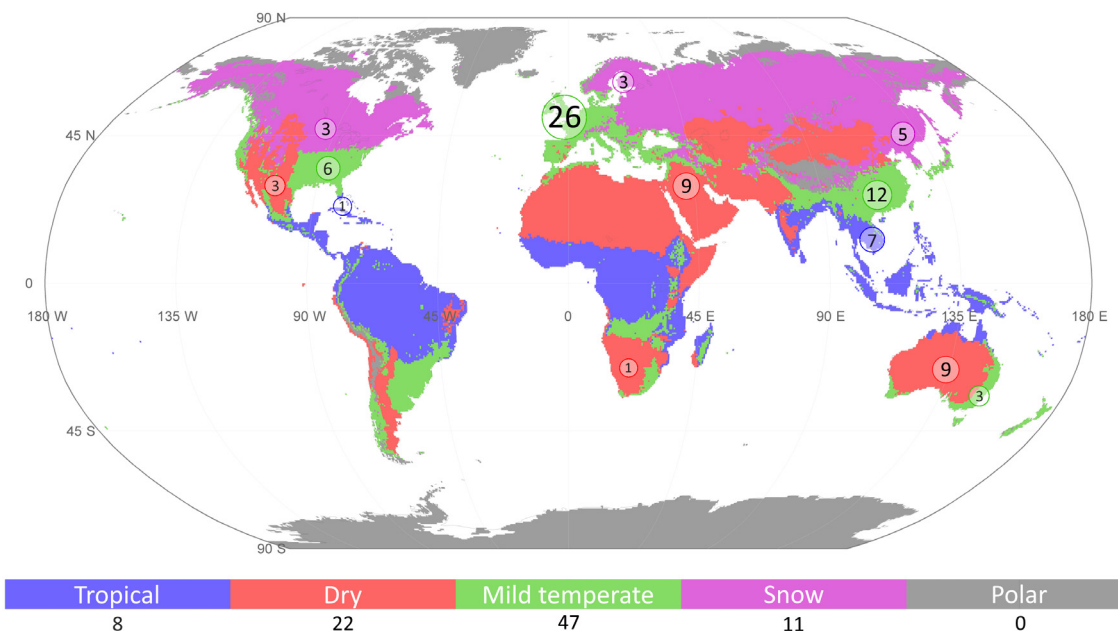 90 N
3
26
45 N
3
5
6
3
9
12
1
7
0
180 W
135 W
90 W
45 W
0
45 E
90 E
135 E
180 E
1
9
3
45 S
90 S
Tropical Dry Mild temperate Snow Polar
8 22 47 11 0